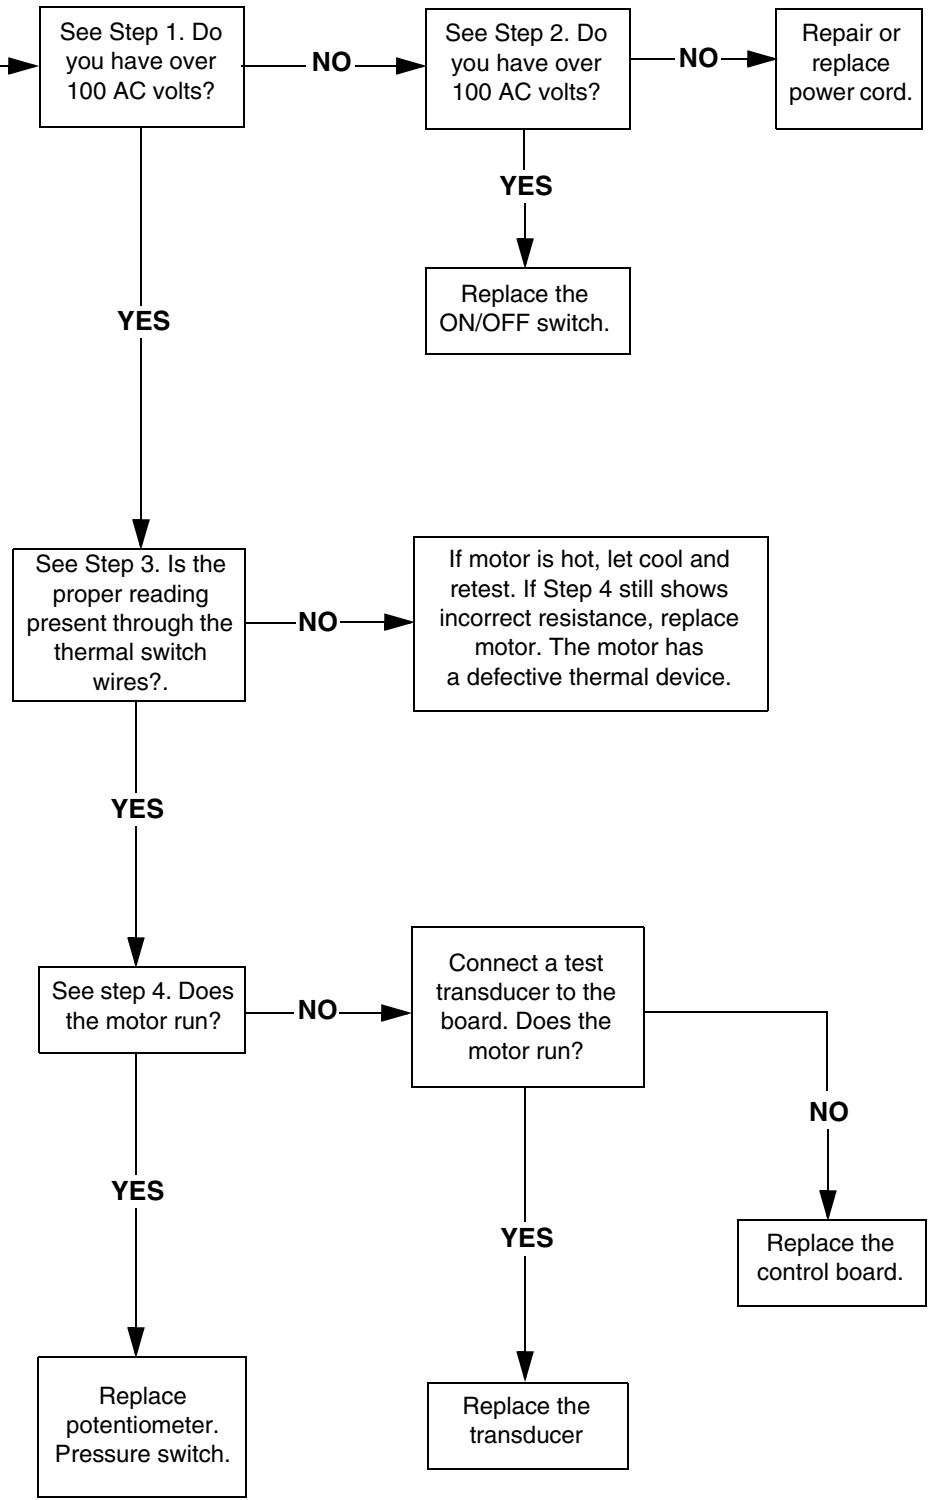 See Step 1. Do
you have over
100 AC volts?
NO
See Step 2. Do
you have over
100 AC volts?
NO
Repair or
replace
power cord.
YES
Replace the
ON/OFF switch.
YES
See Step 3. Is the
proper reading
present through the
thermal switch
wires?.
NO
If motor is hot, let cool and
retest. If Step 4 still shows
incorrect resistance, replace
motor. The motor has
a defective thermal device.
YES
See step 4. Does
the motor run?
NO
Connect a test
transducer to the
board. Does the
motor run?
NO
Replace the
control board.
YES
Replace the
transducer
YES
Replace
potentiometer.
Pressure switch.